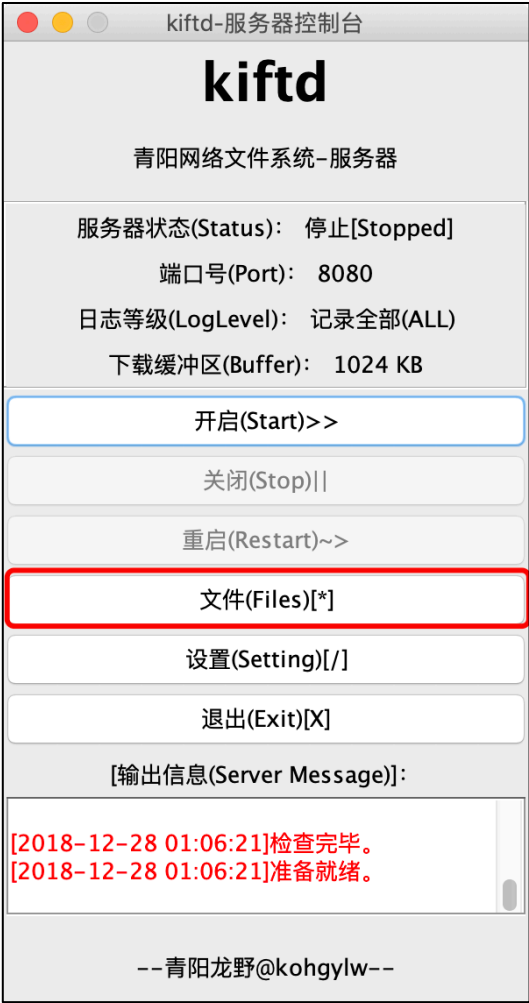 kiftd-服务器控制台
kiftd
青阳网络文件系统-服务器
服务器状态(Status)： 停止[Stopped]
端口号(Port)： 8080
日志等级(LogLevel)： 记录全部(ALL)
下载缓冲区(Buffer)： 1024 KB
开启(Start)>>
关闭(Stop)||
重启(Restart)~>
文件(Files)[*]
设置(Setting)[/]
退出(Exit)[X]
[输出信息(Server Message)]：
[2018-12-28 01:06:21]检查完毕。
[2018-12-28 01:06:21]准备就绪。
--青阳龙野@kohgylw--